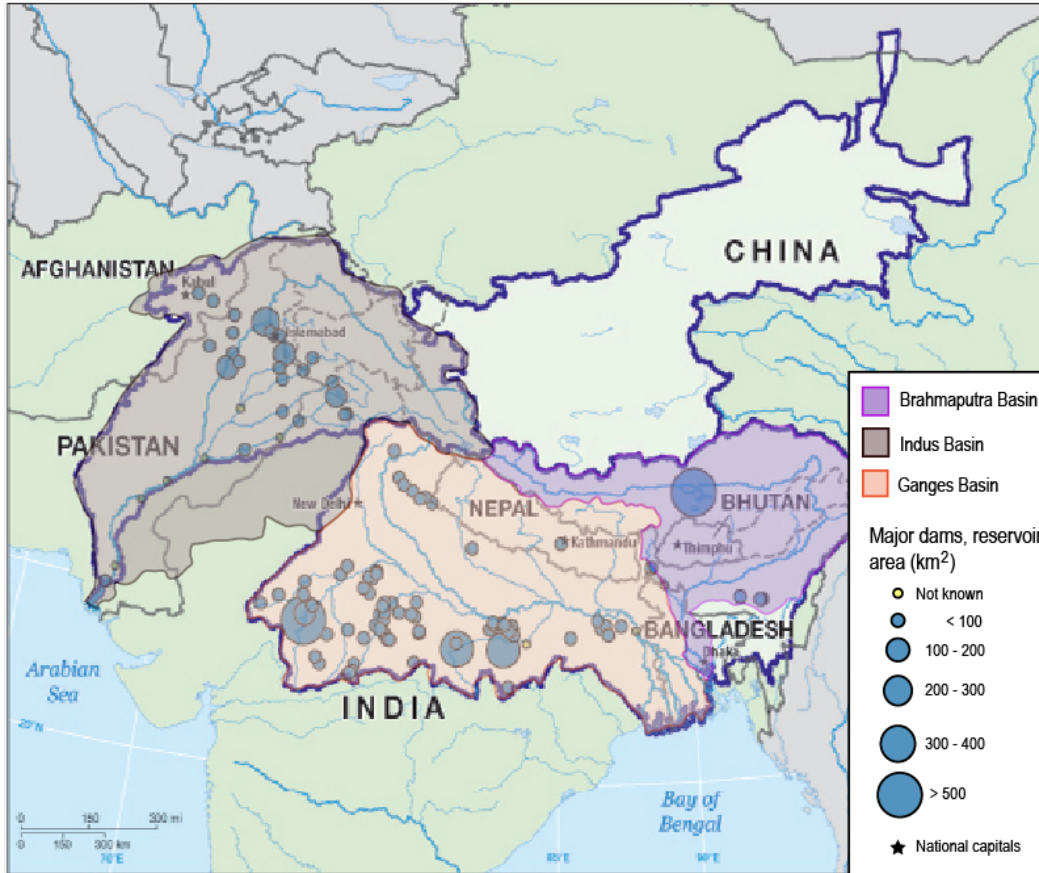 CHINA
AFGHANISTAN
Kabul
Islamabad
PAKISTAN
New Delhi
NEPAL
Kathmandu
BHUTAN
Thimphu
BANGLADESH
Dhaka
INDIA
Arabian
Sea
25°N
Bay of
Bengal
0 150 300 mi
0 150 300 km
70°E
85°E
90°E
Brahmaputra Basin
Indus Basin
Ganges Basin
Major dams, reservoir
area (km²)
Not known
< 100
100 - 200
200 - 300
300 - 400
> 500
National capitals